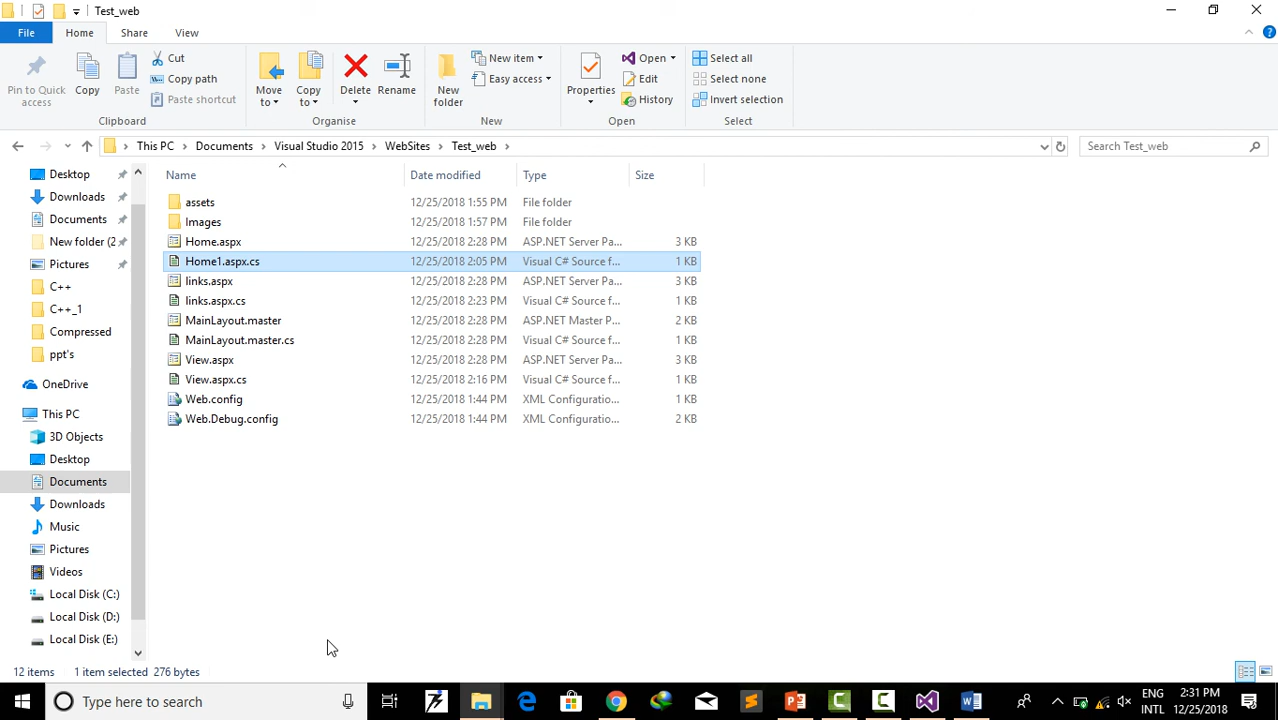 Test_web
File Home Share View
Pin to Quick access
Copy
Paste
Cut
Copy path
Paste shortcut
Clipboard
Move to
Copy to
Delete
Rename
Organise
New folder
New item
Easy access
New
Properties
Open
Edit
History
Open
Select all
Select none
Invert selection
Select
This PC Documents Visual Studio 2015 WebSites Test_web
Search Test_web
Desktop
Downloads
Documents
New folder (2
Pictures
C++
C++_1
Compressed
ppt's
OneDrive
This PC
3D Objects
Desktop
Documents
Downloads
Music
Pictures
Videos
Local Disk (C:)
Local Disk (D:)
Local Disk (E:)
Name Date modified Type Size
assets 12/25/2018 1:55 PM File folder
Images 12/25/2018 1:57 PM File folder
Home.aspx 12/25/2018 2:28 PM ASP.NET Server Pa... 3 KB
Home1.aspx.cs 12/25/2018 2:05 PM Visual C# Source f... 1 KB
links.aspx 12/25/2018 2:28 PM ASP.NET Server Pa... 3 KB
links.aspx.cs 12/25/2018 2:23 PM Visual C# Source f... 1 KB
MainLayout.master 12/25/2018 2:28 PM ASP.NET Master P... 2 KB
MainLayout.master.cs 12/25/2018 2:28 PM Visual C# Source f... 1 KB
View.aspx 12/25/2018 2:28 PM ASP.NET Server Pa... 3 KB
View.aspx.cs 12/25/2018 2:16 PM Visual C# Source f... 1 KB
Web.config 12/25/2018 1:44 PM XML Configuratio... 1 KB
Web.Debug.config 12/25/2018 1:44 PM XML Configuratio... 2 KB
12 items 1 item selected 276 bytes
Type here to search
ENG
INTL
2:31 PM
12/25/2018